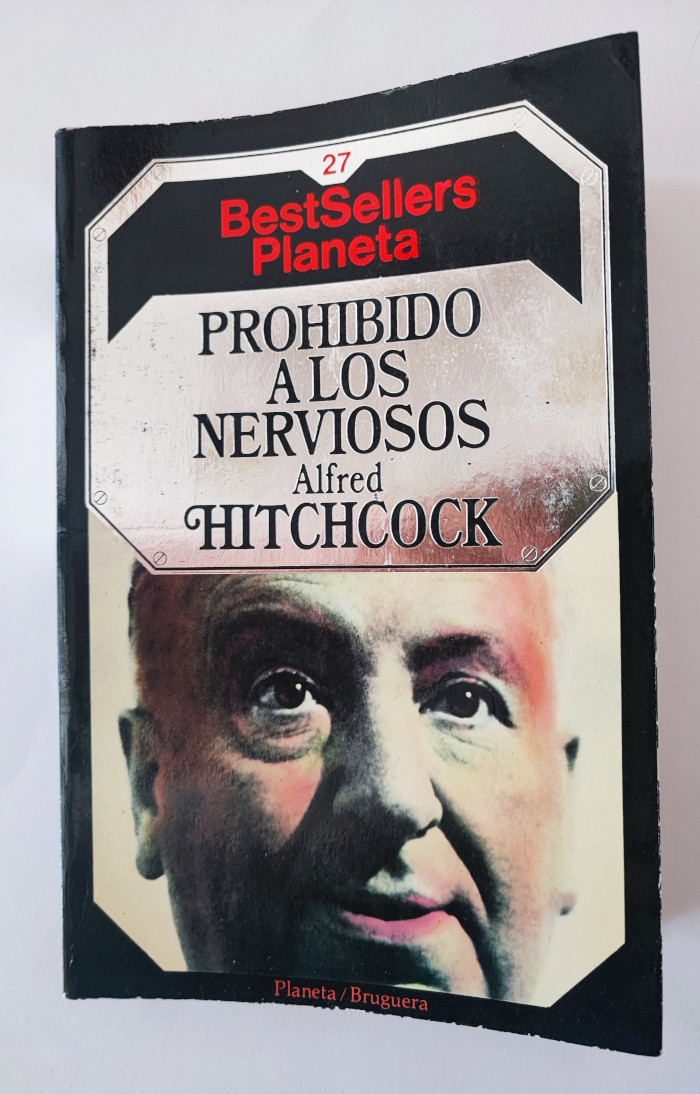 27
BestSellers
Planeta
PROHIBIDO
A LOS
NERVIOSOS
Alfred
HITCHCOCK
Planeta / Bruguera